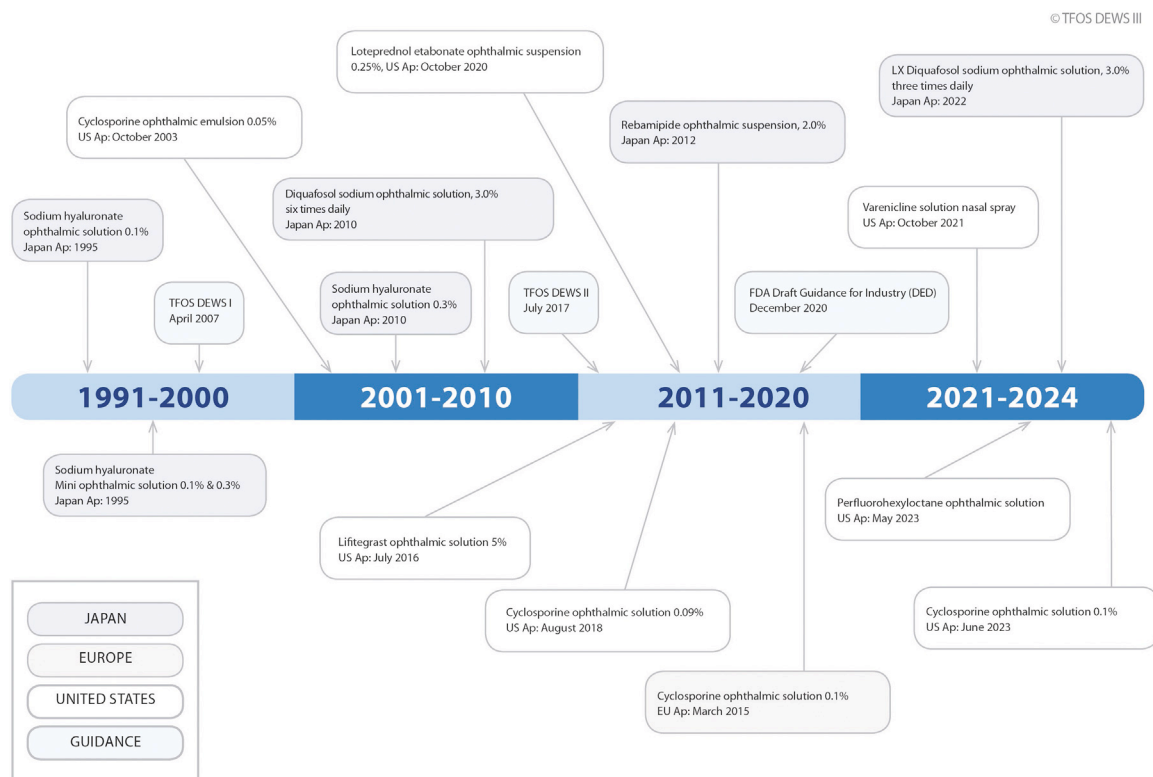 © TFOS DEWS III
Loteprednol etabonate ophthalmic suspension
0.25%, US Ap: October 2020
LX Diquafosol sodium ophthalmic solution, 3.0%
three times daily
Japan Ap: 2022
Cyclosporine ophthalmic emulsion 0.05%
US Ap: October 2003
Rebamipide ophthalmic suspension, 2.0%
Japan Ap: 2012
Diquafosol sodium ophthalmic solution, 3.0%
six times daily
Japan Ap: 2010
Varenicline solution nasal spray
US Ap: October 2021
Sodium hyaluronate
ophthalmic solution 0.1%
Japan Ap: 1995
TFOS DEWS I
April 2007
Sodium hyaluronate
ophthalmic solution 0.3%
Japan Ap: 2010
TFOS DEWS II
July 2017
FDA Draft Guidance for Industry (DED)
December 2020
1991-2000
2001-2010
2011-2020
2021-2024
Sodium hyaluronate
Mini ophthalmic solution 0.1% & 0.3%
Japan Ap: 1995
Lifitegrast ophthalmic solution 5%
US Ap: July 2016
Perfluorohexyloctane ophthalmic solution
US Ap: May 2023
Cyclosporine ophthalmic solution 0.09%
US Ap: August 2018
Cyclosporine ophthalmic solution 0.1%
US Ap: June 2023
Cyclosporine ophthalmic solution 0.1%
EU Ap: March 2015
JAPAN
EUROPE
UNITED STATES
GUIDANCE